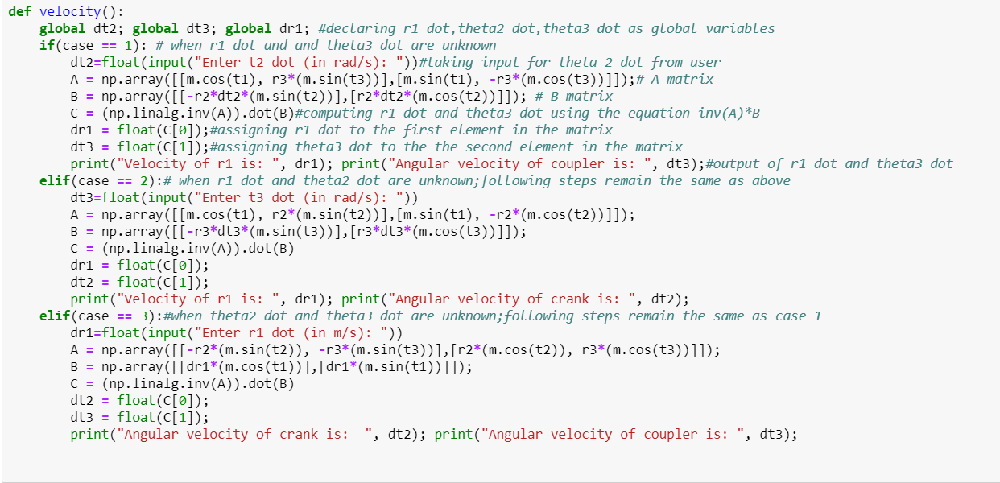 def velocity():
    global dt2; global dt3; global dr1; #declaring r1 dot,theta2 dot,theta3 dot as global variables
    if(case == 1): # when r1 dot and and theta3 dot are unknown
        dt2=float(input("Enter t2 dot (in rad/s): "))#taking input for theta 2 dot from user
        A = np.array([[m.cos(t1), r3*(m.sin(t3))],[m.sin(t1), -r3*(m.cos(t3))]]);# A matrix
        B = np.array([[-r2*dt2*(m.sin(t2))],[r2*dt2*(m.cos(t2))]]); # B matrix
        C = (np.linalg.inv(A)).dot(B)#computing r1 dot and theta3 dot using the equation inv(A)*B
        dr1 = float(C[0]);#assigning r1 dot to the first element in the matrix
        dt3 = float(C[1]);#assigning theta3 dot to the the second element in the matrix
        print("Velocity of r1 is: ", dr1); print("Angular velocity of coupler is: ", dt3);#output of r1 dot and theta3 dot
    elif(case == 2):# when r1 dot and theta2 dot are unknown;following steps remain the same as above
        dt3=float(input("Enter t3 dot (in rad/s): "))
        A = np.array([[m.cos(t1), r2*(m.sin(t2))],[m.sin(t1), -r2*(m.cos(t2))]]);
        B = np.array([[-r3*dt3*(m.sin(t3))],[r3*dt3*(m.cos(t3))]]);
        C = (np.linalg.inv(A)).dot(B)
        dr1 = float(C[0]);
        dt2 = float(C[1]);
        print("Velocity of r1 is: ", dr1); print("Angular velocity of crank is: ", dt2);
    elif(case == 3):#when theta2 dot and theta3 dot are unknown;following steps remain the same as case 1
        dr1=float(input("Enter r1 dot (in m/s): "))
        A = np.array([[-r2*(m.sin(t2)), -r3*(m.sin(t3))],[r2*(m.cos(t2)), r3*(m.cos(t3))]]);
        B = np.array([[dr1*(m.cos(t1))],[dr1*(m.sin(t1))]]);
        C = (np.linalg.inv(A)).dot(B)
        dt2 = float(C[0]);
        dt3 = float(C[1]);
        print("Angular velocity of crank is:  ", dt2); print("Angular velocity of coupler is: ", dt3);